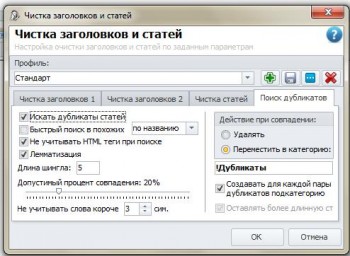 Чистка заголовков и статей
Чистка заголовков и статей
Настройка очистки заголовков и статей по заданным параметрам
Профиль:
Стандарт
Чистка заголовков 1
Чистка заголовков 2
Чистка статей
Поиск дубликатов
Искать дубликаты статей
Быстрый поиск в похожих
по названию
Не учитывать HTML теги при поиске
Лемматизация
Длина шингла:
5
Допустимый процент совпадения: 20%
Не учитывать слова короче
3
сим.
Действие при совпадении:
Удалять
Переместить в категорию:
!Дубликаты
Создавать для каждой пары
дубликатов подкатегорию
Оставлять более длинную ст
ОК
Отмена